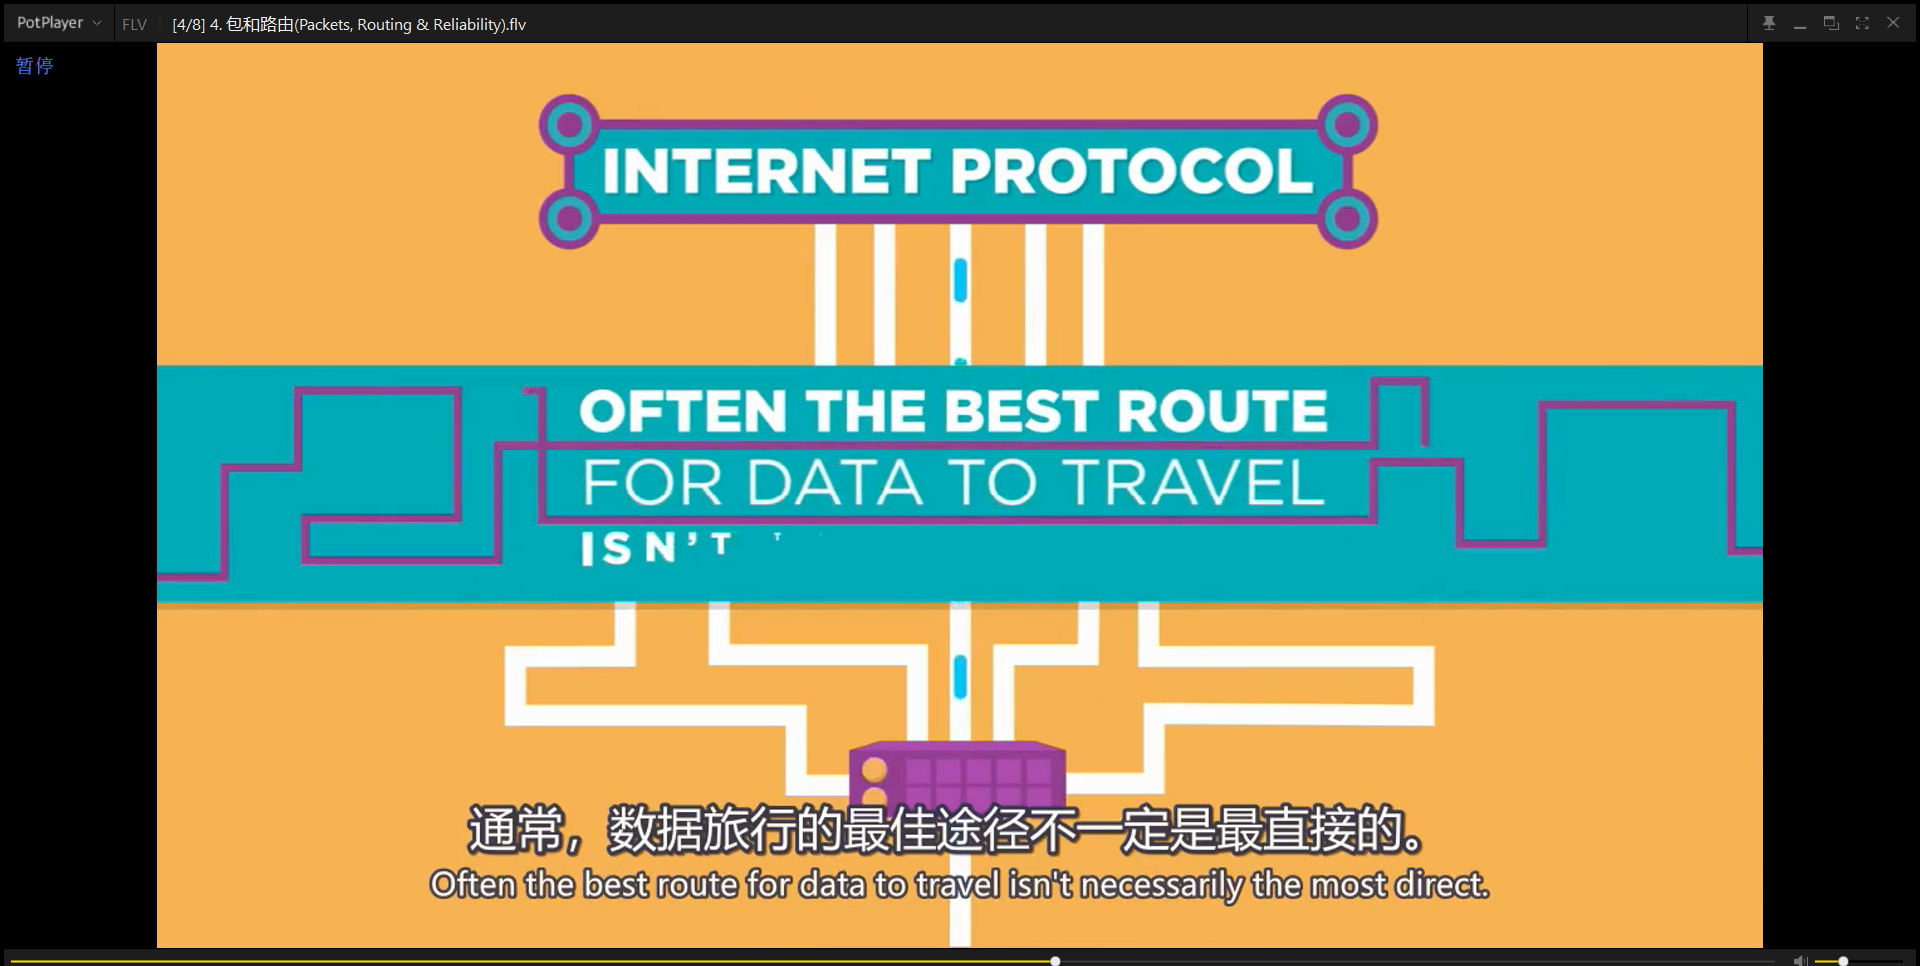 PotPlayer FLV [4/8] 4. 包和路由(Packets, Routing & Reliability).flv
暂停
INTERNET PROTOCOL
OFTEN THE BEST ROUTE
FOR DATA TO TRAVEL
ISN'T T
通常，数据旅行的最佳途径不一定是最直接的。
Often the best route for data to travel isn't necessarily the most direct.